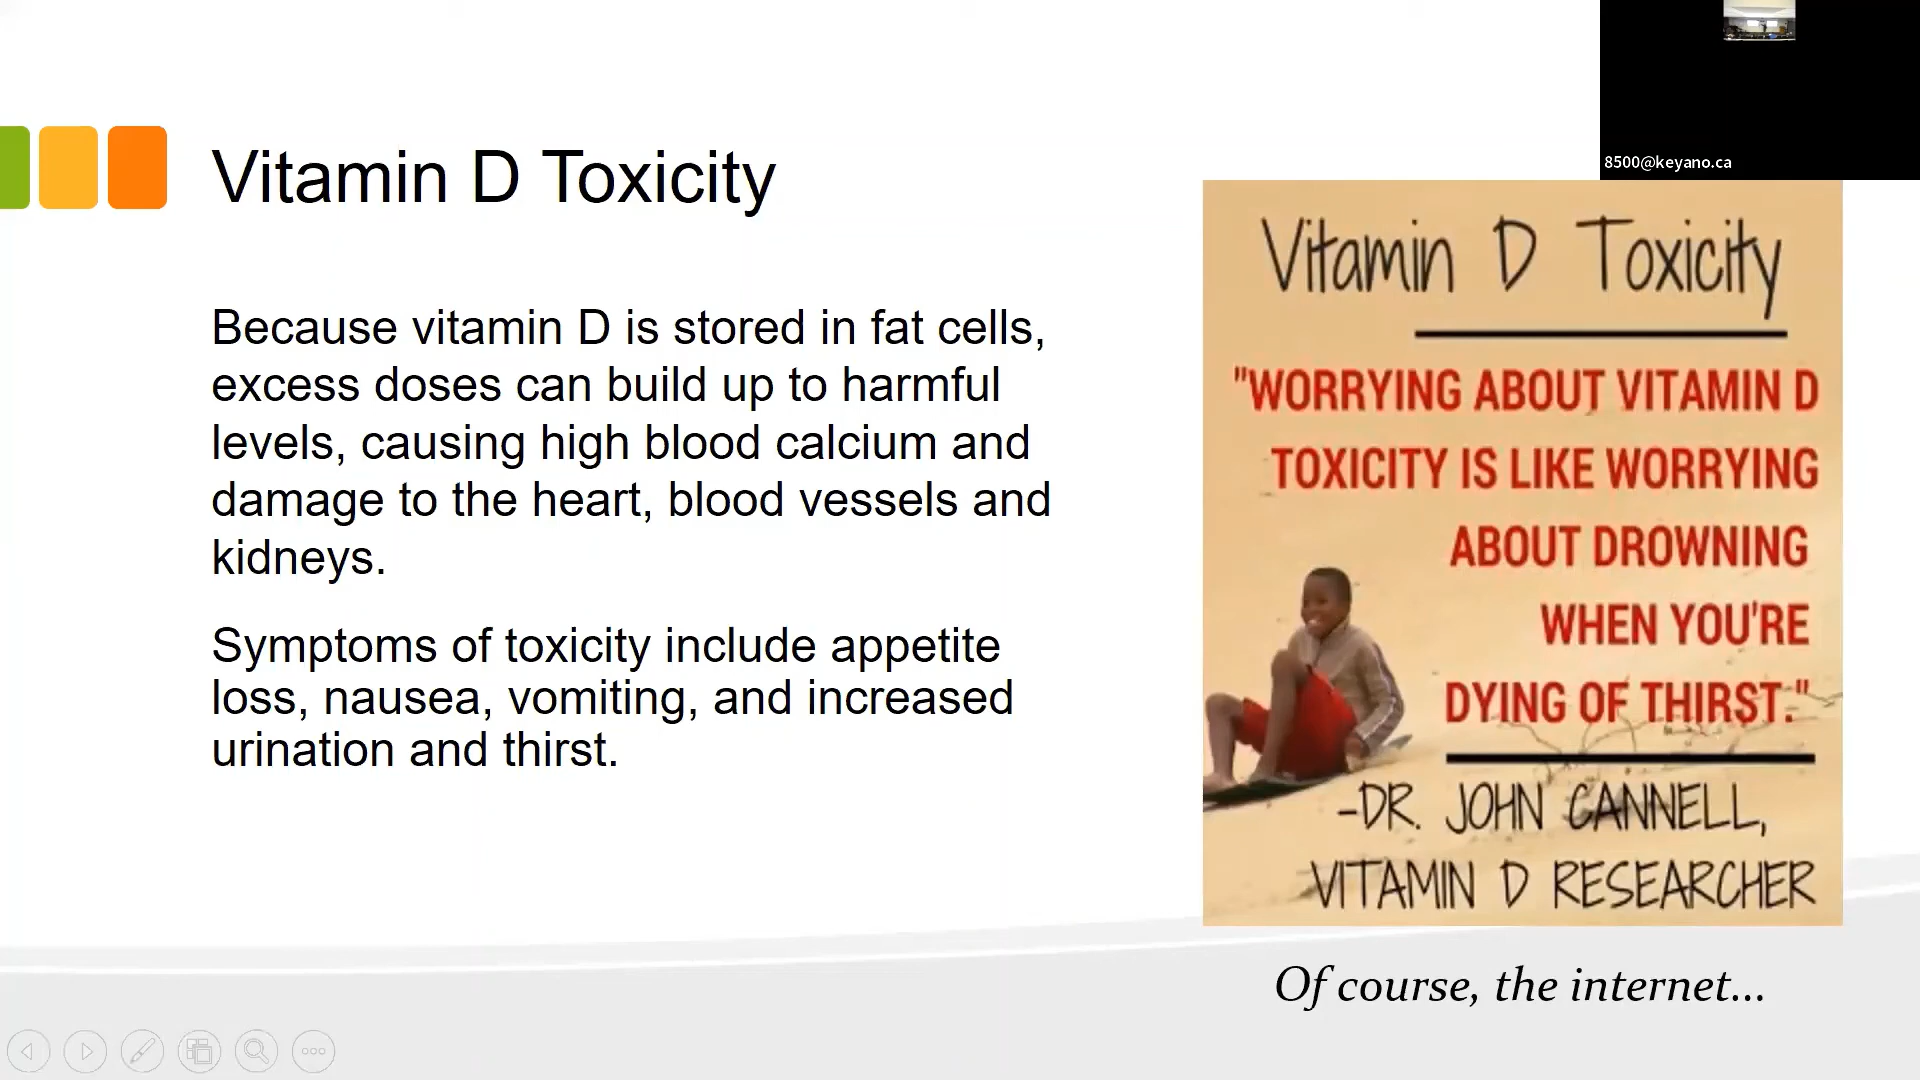 8500@keyano.ca
Vitamin D Toxicity
Because vitamin D is stored in fat cells,
excess doses can build up to harmful
levels, causing high blood calcium and
damage to the heart, blood vessels and
kidneys.
Symptoms of toxicity include appetite
loss, nausea, vomiting, and increased
urination and thirst.
Vitamin D Toxicity
"WORRYING ABOUT VITAMIN D
TOXICITY IS LIKE WORRYING
ABOUT DROWNING
WHEN YOU'RE
DYING OF THIRST."
-DR. JOHN CANNELL,
VITAMIN D RESEARCHER
Of course, the internet...